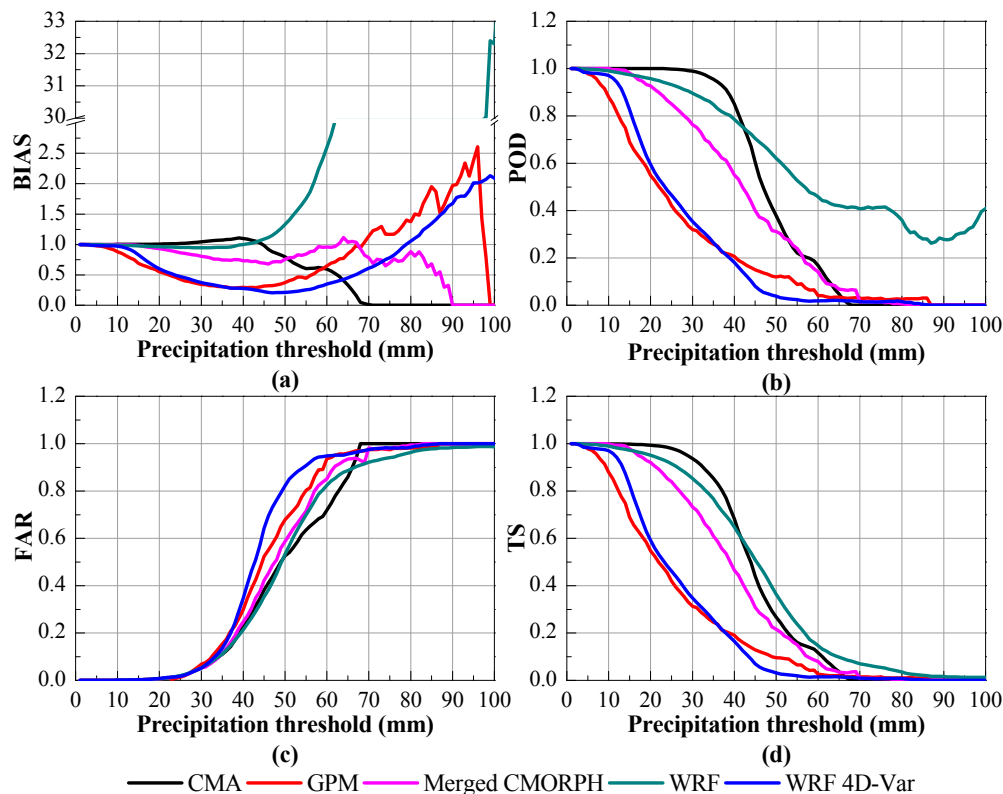 33
32
31
30
2.5
2.0
1.5
1.0
0.5
0.0
BIAS
0 10 20 30 40 50 60 70 80 90 100
Precipitation threshold (mm)
(a)
1.2
1.0
0.8
0.6
0.4
0.2
0.0
POD
0 10 20 30 40 50 60 70 80 90 100
Precipitation threshold (mm)
(b)
1.2
1.0
0.8
0.6
0.4
0.2
0.0
FAR
0 10 20 30 40 50 60 70 80 90 100
Precipitation threshold (mm)
(c)
1.2
1.0
0.8
0.6
0.4
0.2
0.0
TS
0 10 20 30 40 50 60 70 80 90 100
Precipitation threshold (mm)
(d)
CMA GPM Merged CMORPH WRF WRF 4D-Var